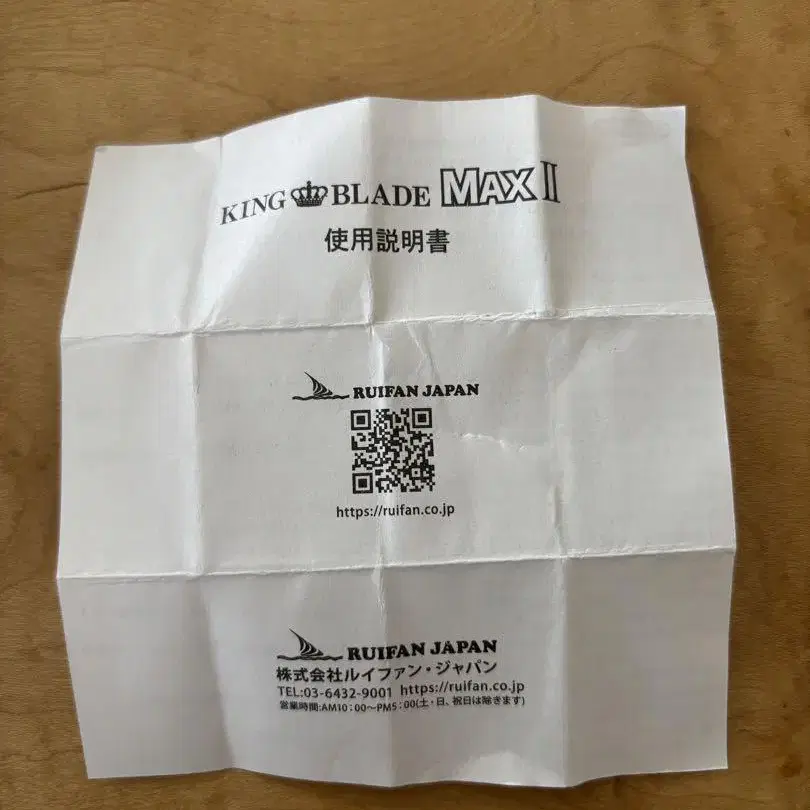 KING BLADE MAX II
使用説明書
RUIFAN JAPAN
https://ruifan.co.jp
RUIFAN JAPAN
株式会社ルイファン・ジャパン
TEL:03-6432-9001 https://ruifan.co.jp
営業時間:AM10:00〜PM5:00(土・日、祝日は除きます)